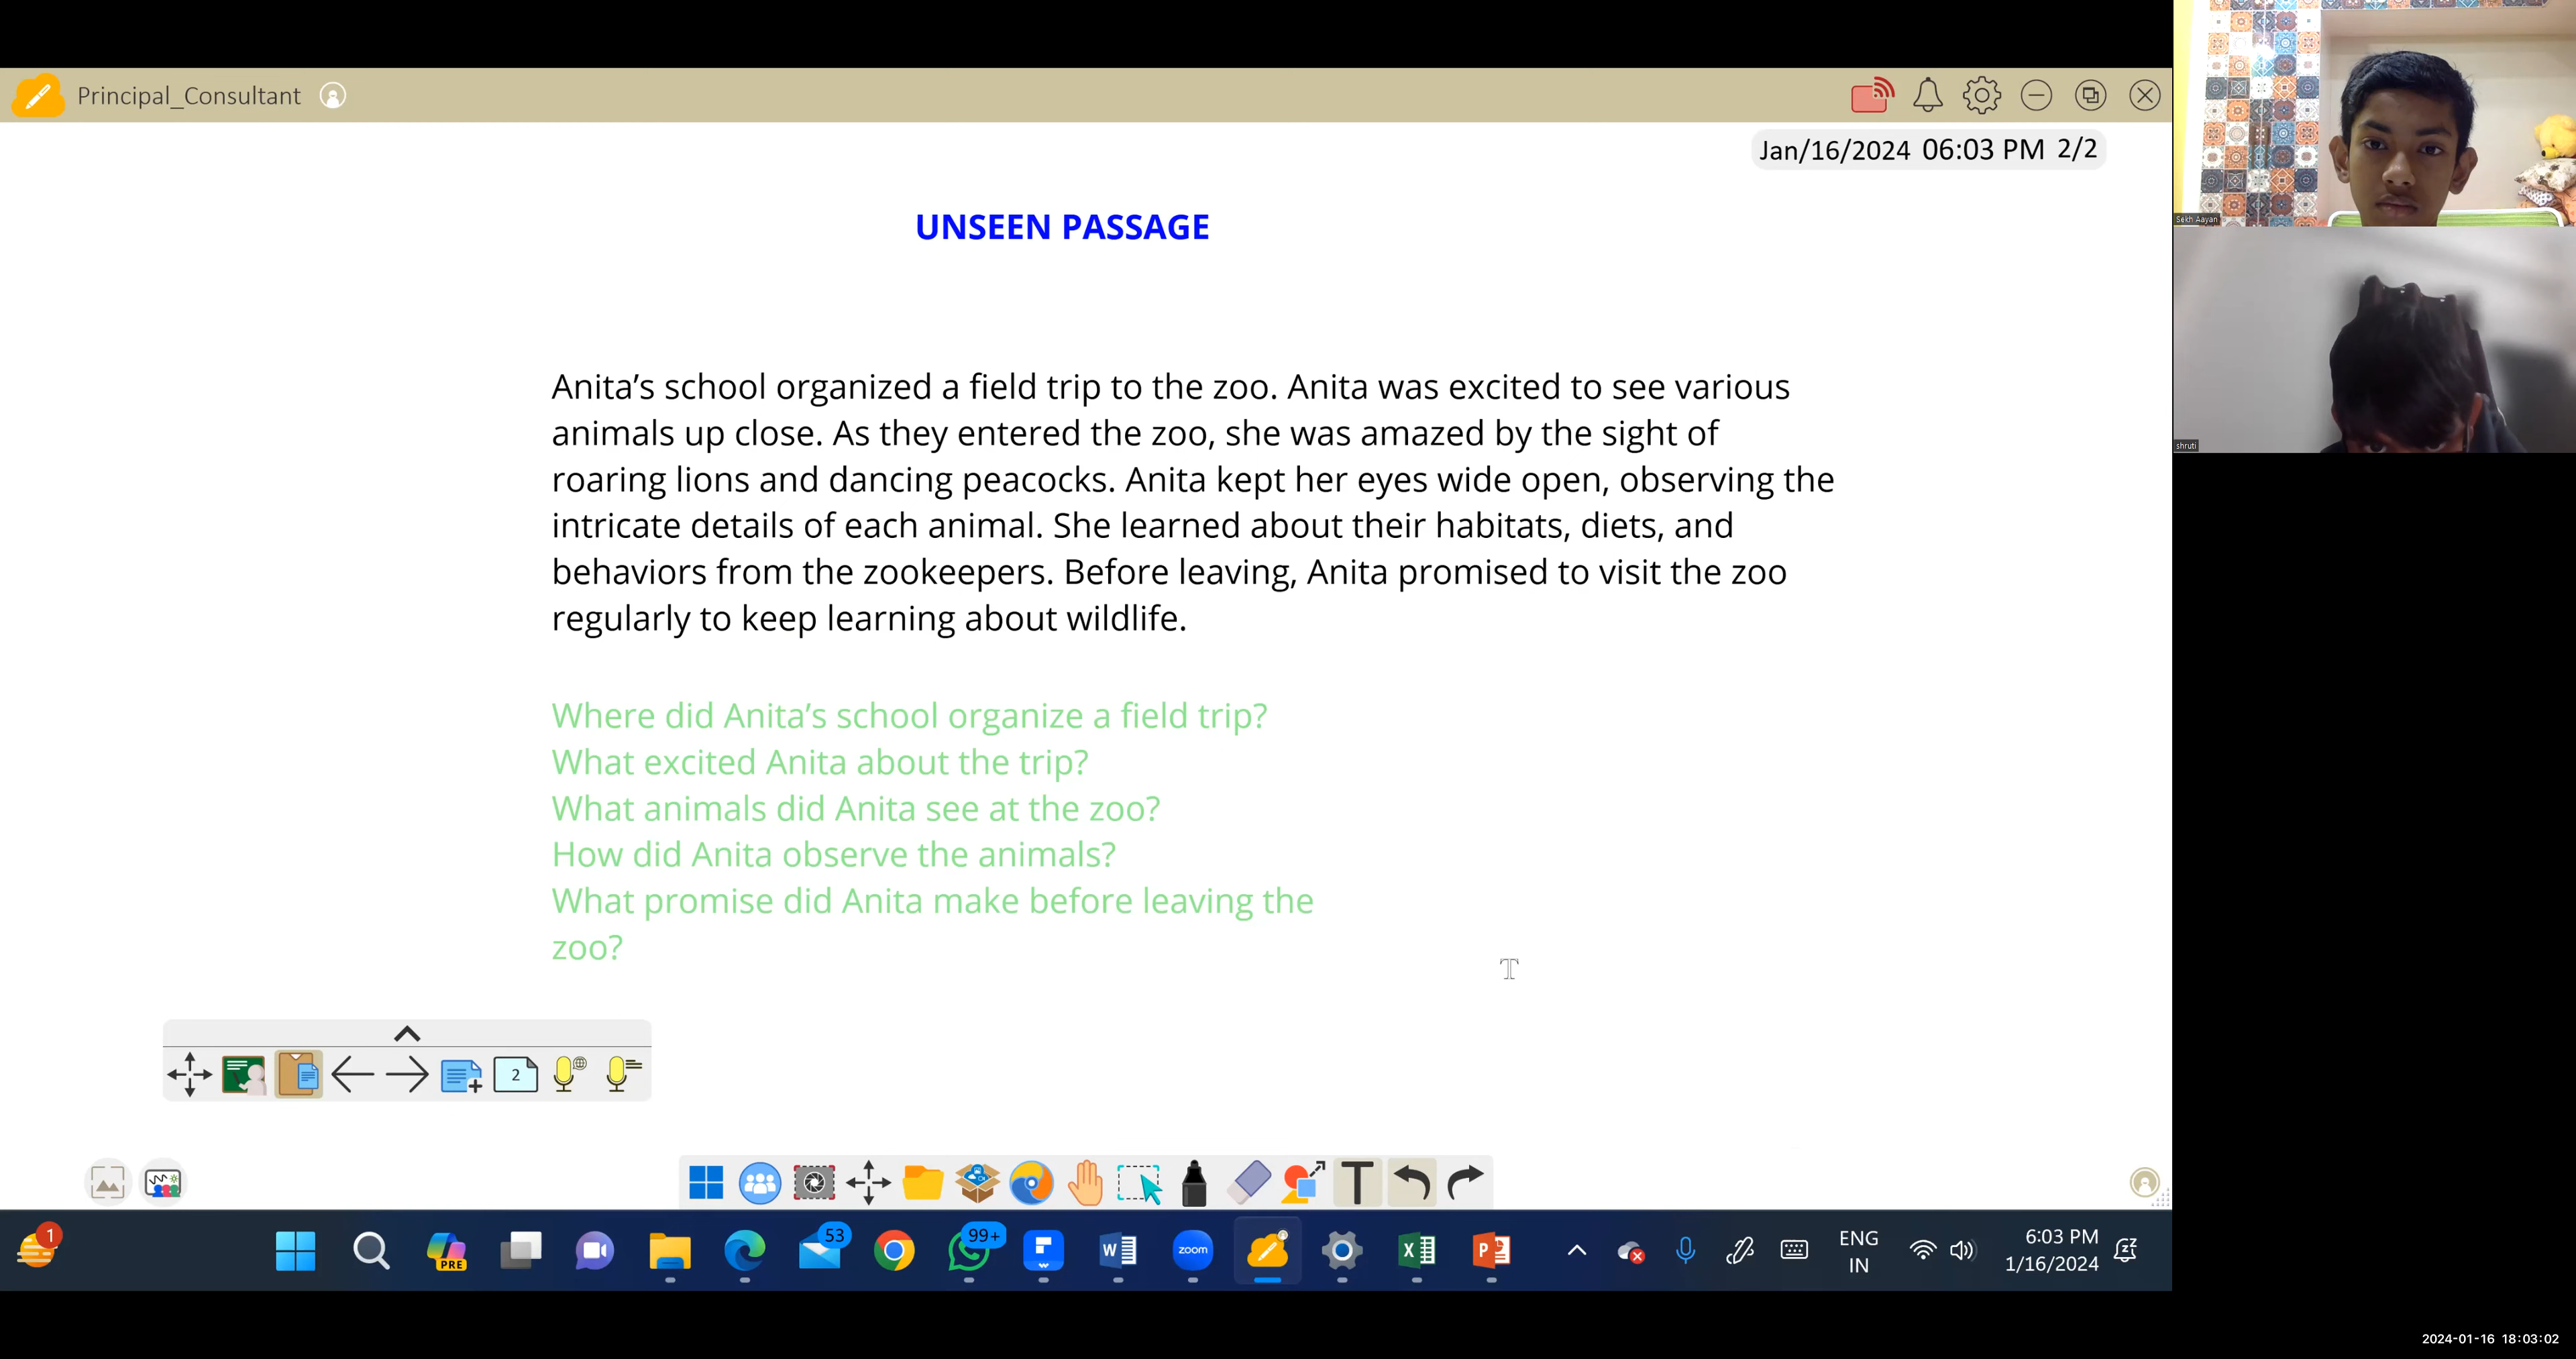 Principal_Consultant
Jan/16/2024 06:03 PM 2/2
UNSEEN PASSAGE
Anita’s school organized a field trip to the zoo. Anita was excited to see various
animals up close. As they entered the zoo, she was amazed by the sight of
roaring lions and dancing peacocks. Anita kept her eyes wide open, observing the
intricate details of each animal. She learned about their habitats, diets, and
behaviors from the zookeepers. Before leaving, Anita promised to visit the zoo
regularly to keep learning about wildlife.
Where did Anita’s school organize a field trip?
What excited Anita about the trip?
What animals did Anita see at the zoo?
How did Anita observe the animals?
What promise did Anita make before leaving the
zoo?
2
T
1
PRE
53
99+
W
zoom
X
P
ENG
IN
6:03 PM
1/16/2024
Sekh Aayan
shruti
2024-01-16 18:03:02